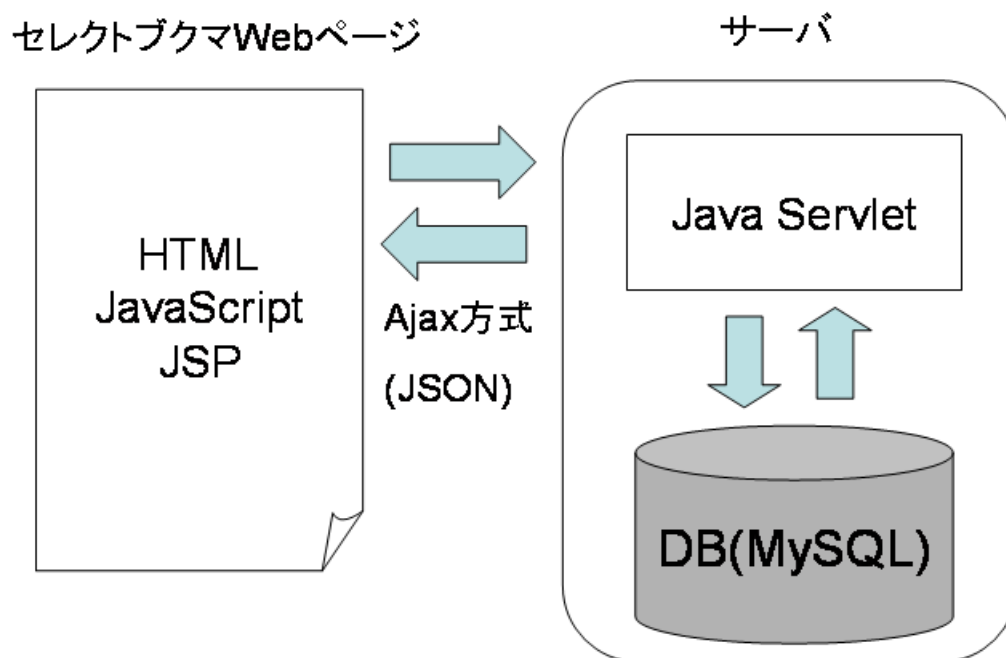 セレクトブクマWebページ
サーバ
HTML
JavaScript
JSP
Ajax方式
(JSON)
Java Servlet
DB(MySQL)